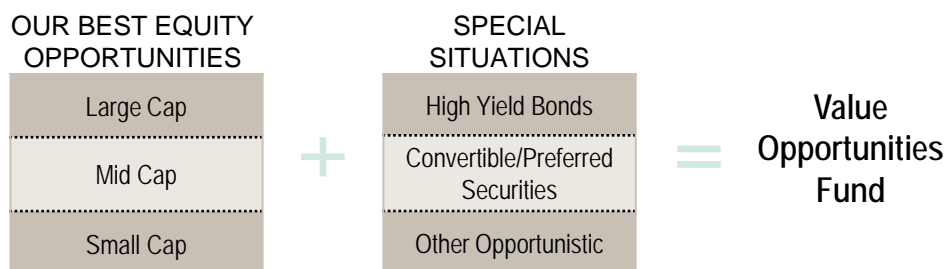 OUR BEST EQUITY
OPPORTUNITIES
Large Cap
Mid Cap
Small Cap
+
SPECIAL
SITUATIONS
High Yield Bonds
Convertible/Preferred
Securities
Other Opportunistic
=
Value
Opportunities
Fund